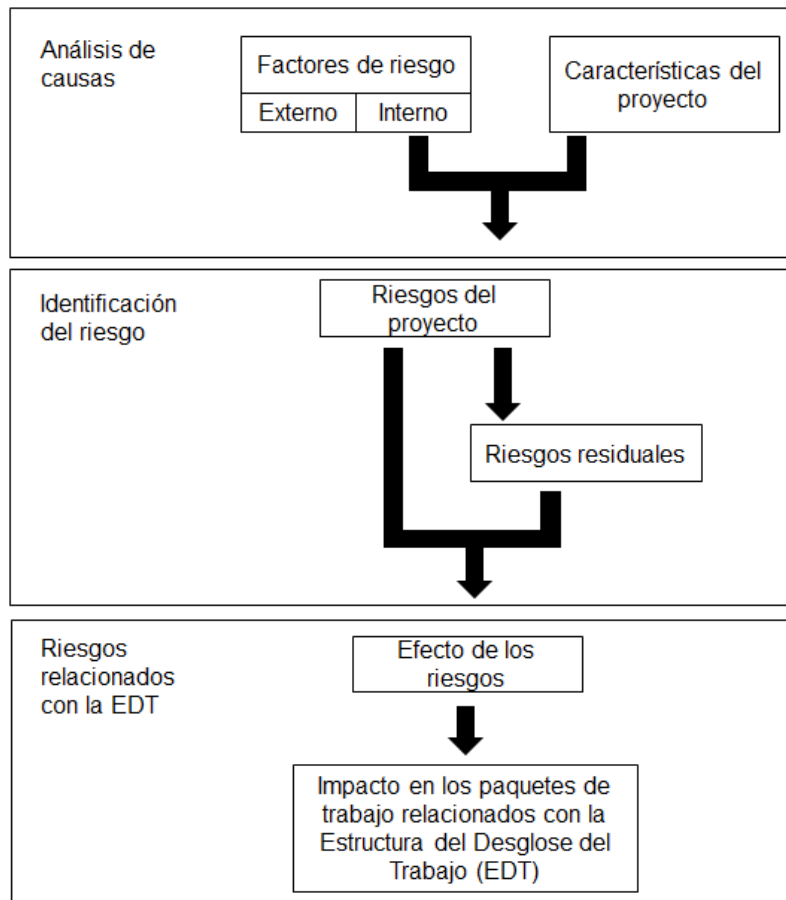 Análisis de
causas
Factores de riesgo
Externo
Interno
Características del
proyecto
Identificación
del riesgo
Riesgos del
proyecto
Riesgos residuales
Riesgos
relacionados
con la EDT
Efecto de los
riesgos
Impacto en los paquetes de
trabajo relacionados con la
Estructura del Desglose del
Trabajo (EDT)